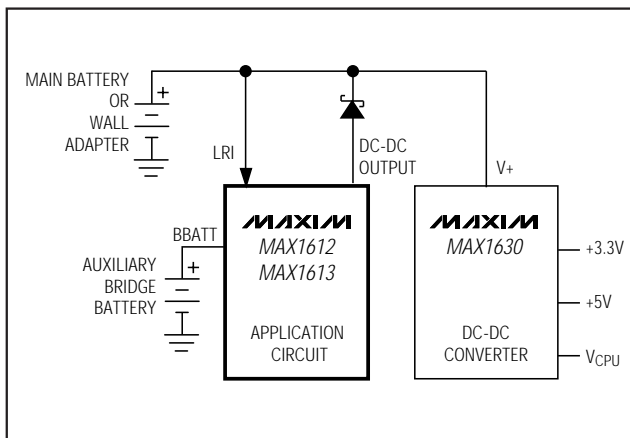 MAIN BATTERY
OR
WALL
ADAPTER
+
LRI
DC-DC
OUTPUT
V+
BBATT
AUXILIARY
BRIDGE
BATTERY
+
MAXIM
MAX1612
MAX1613
APPLICATION
CIRCUIT
MAXIM
MAX1630
DC-DC
CONVERTER
+3.3V
+5V
VCPU